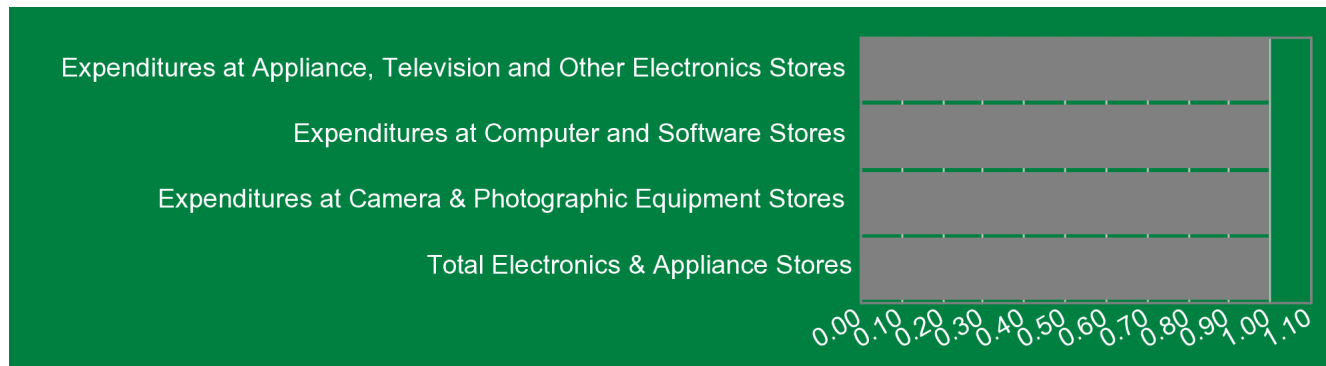 Expenditures at Appliance, Television and Other Electronics Stores
Expenditures at Computer and Software Stores
Expenditures at Camera & Photographic Equipment Stores
Total Electronics & Appliance Stores
0.00 0.10 0.20 0.30 0.40 0.50 0.60 0.70 0.80 0.90 1.00 1.10